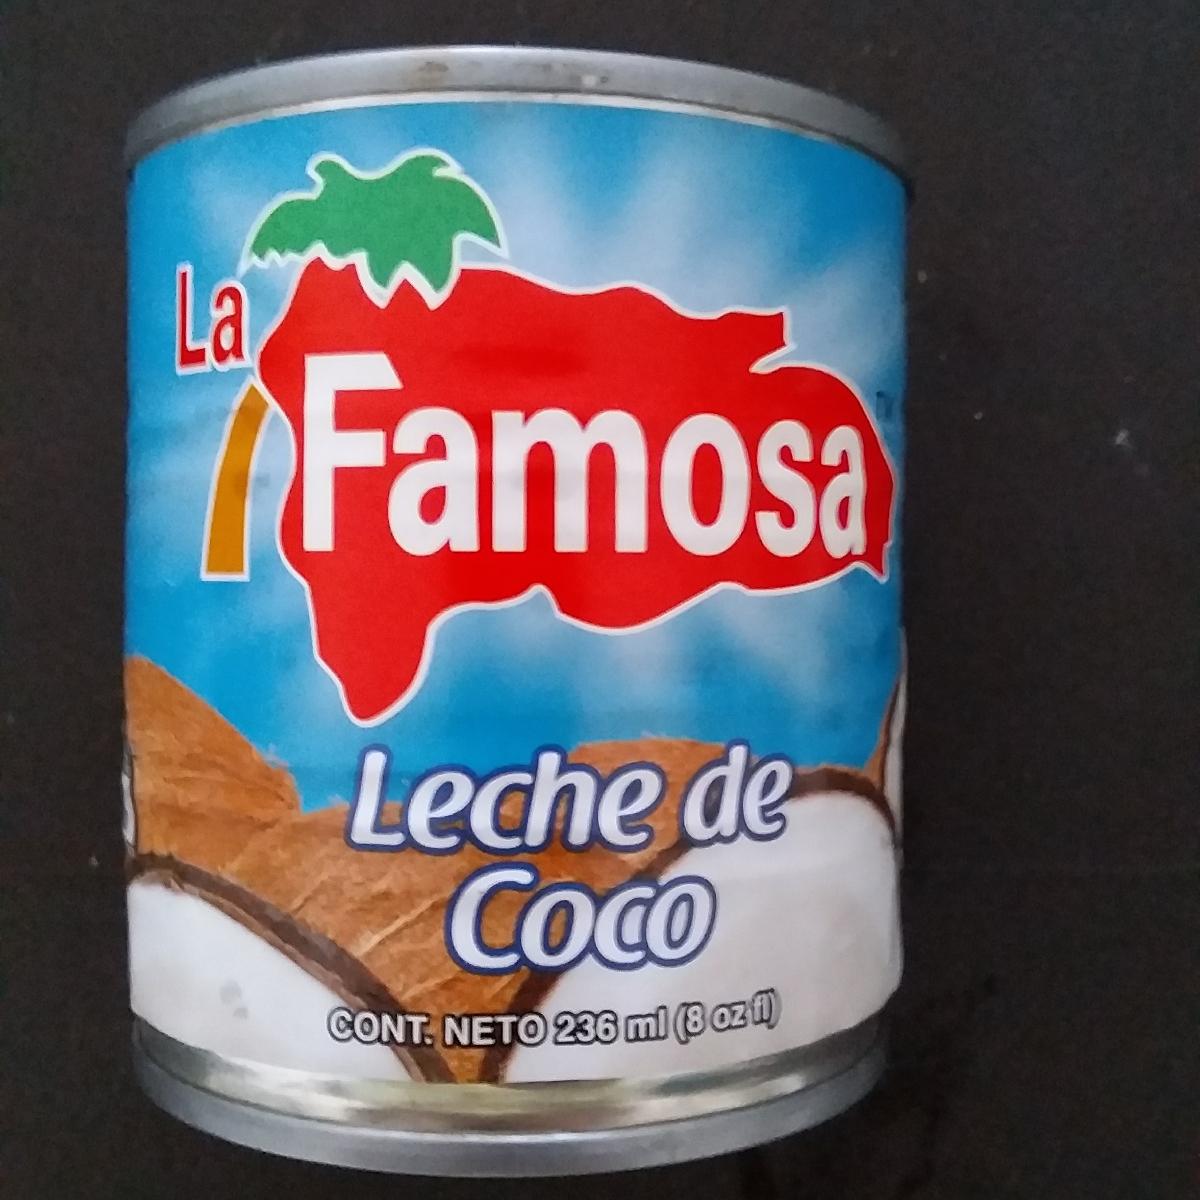 La
Famosa
Leche de
Coco
CONT. NETO 236 ml (8 oz fl)